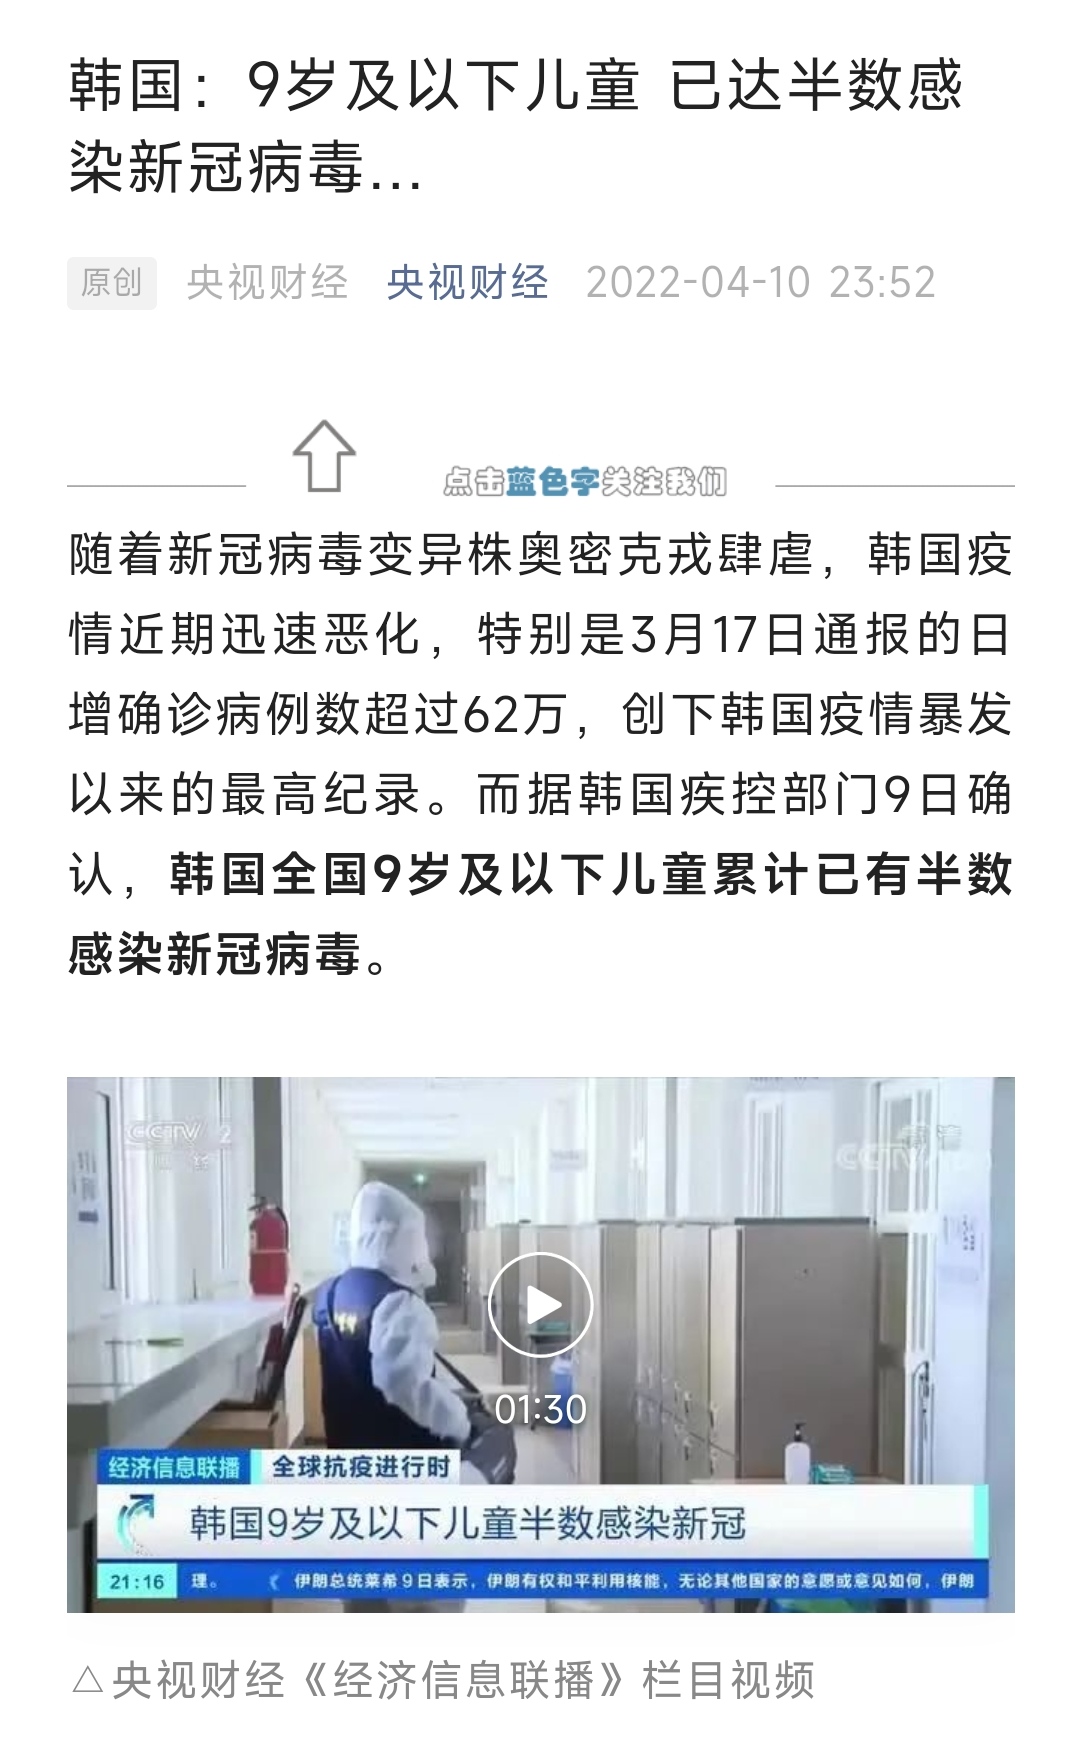 韩国：9岁及以下儿童 已达半数感
染新冠病毒...
原创 央视财经 央视财经 2022-04-10 23:52
点击蓝色字关注我们
随着新冠病毒变异株奥密克戎肆虐，韩国疫
情近期迅速恶化，特别是3月17日通报的日
增确诊病例数超过62万，创下韩国疫情暴发
以来的最高纪录。而据韩国疾控部门9日确
认，韩国全国9岁及以下儿童累计已有半数
感染新冠病毒。
CCTV 2
高清
CCTV
01:30
经济信息联播 全球抗疫进行时
韩国9岁及以下儿童半数感染新冠
21:16 理。 伊朗总统莱希9日表示，伊朗有权和平利用核能，无论其他国家的意愿或意见如何，伊朗
△央视财经《经济信息联播》栏目视频